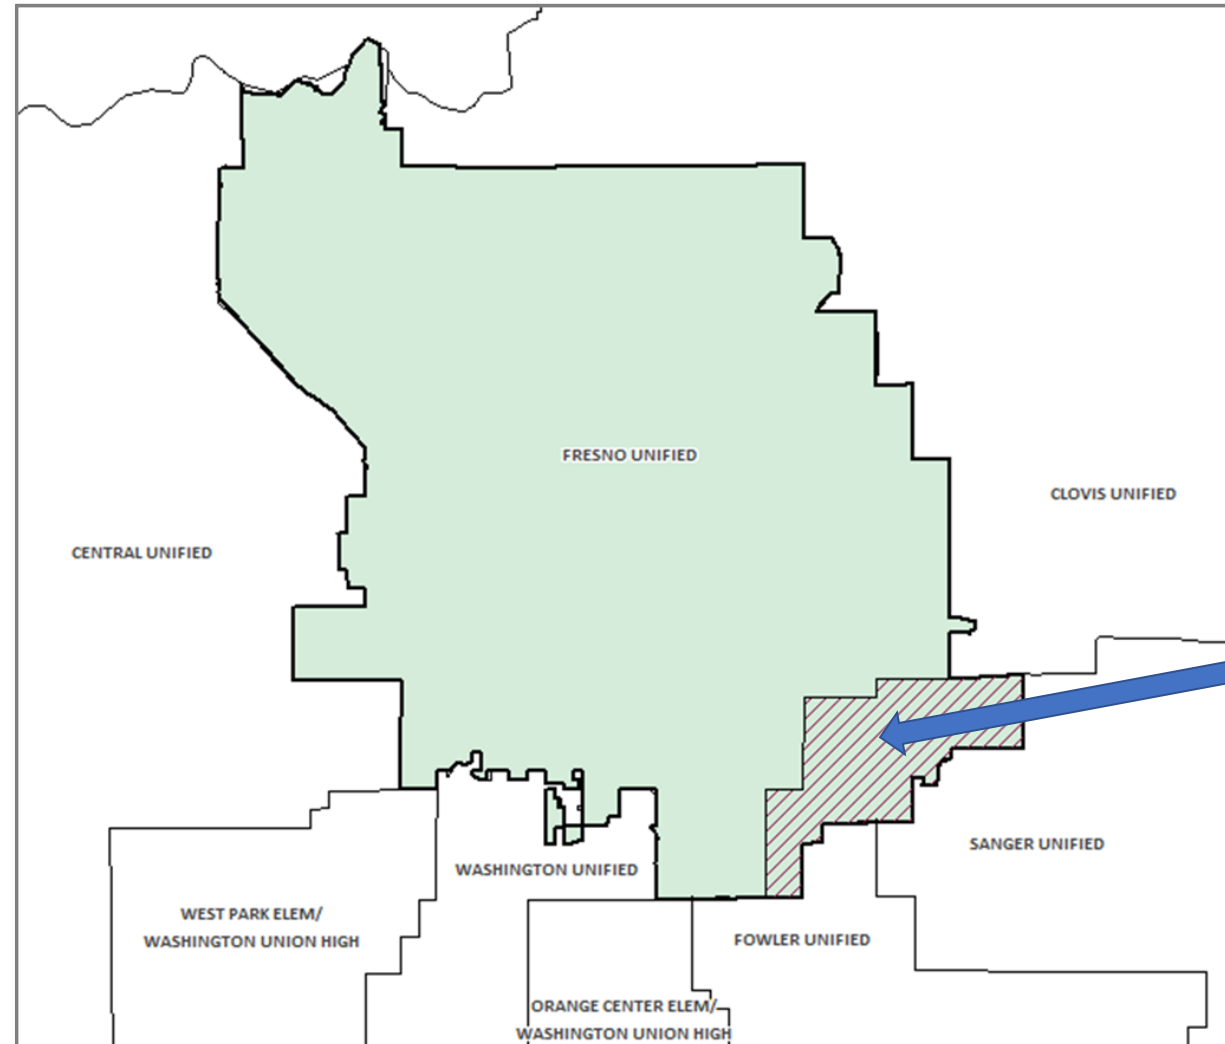 FRESNO UNIFIED
CLOVIS UNIFIED
CENTRAL UNIFIED
SANGER UNIFIED
WASHINGTON UNIFIED
WEST PARK ELEM/
WASHINGTON UNION HIGH
FOWLER UNIFIED
ORANGE CENTER ELEM/
WASHINGTON UNION HIGH